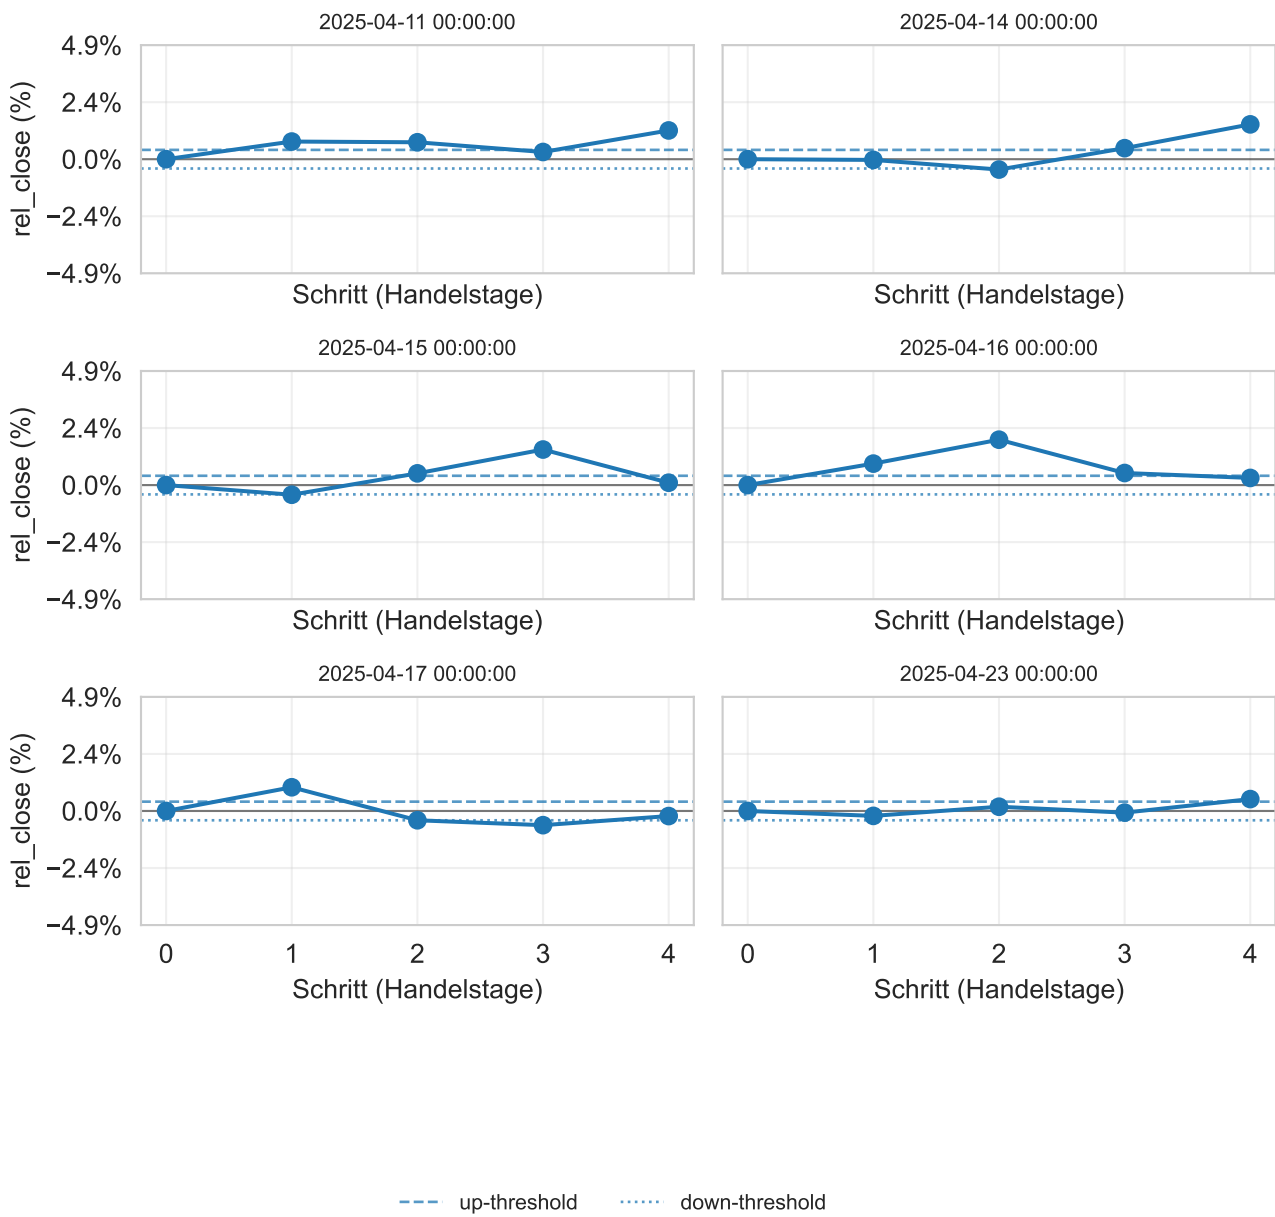 2025-04-11 00:00:00
2025-04-14 00:00:00
4.9%
2.4%
0.0%
−2.4%
−4.9%
rel_close (%)
Schritt (Handelstage)
Schritt (Handelstage)
2025-04-15 00:00:00
2025-04-16 00:00:00
4.9%
2.4%
0.0%
−2.4%
−4.9%
rel_close (%)
Schritt (Handelstage)
Schritt (Handelstage)
2025-04-17 00:00:00
2025-04-23 00:00:00
4.9%
2.4%
0.0%
−2.4%
−4.9%
rel_close (%)
0 1 2 3 4
0 1 2 3 4
Schritt (Handelstage)
Schritt (Handelstage)
up-threshold
down-threshold